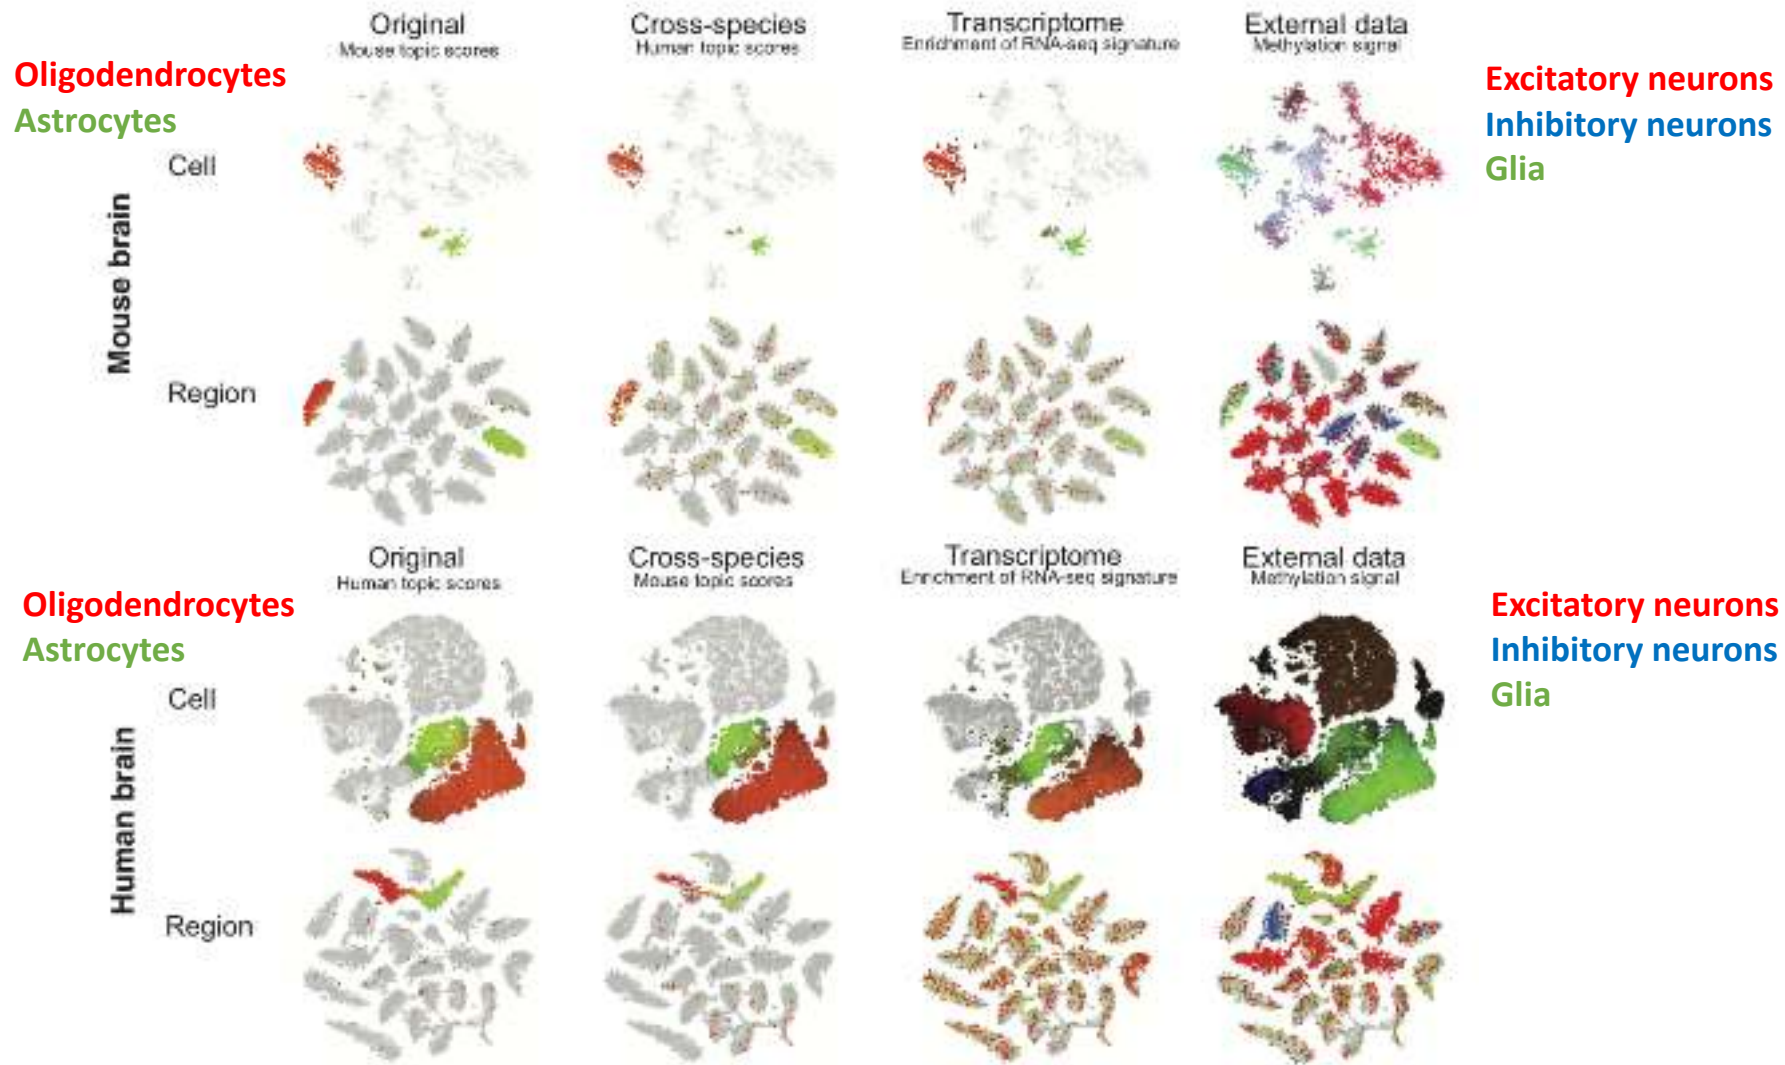 Original
Mouse topic scores
Cross-species
Human topic scores
Transcriptome
Enrichment of RNA-seq signature
External data
Methylation signal
Oligodendrocytes
Astrocytes
Excitatory neurons
Inhibitory neurons
Glia
Mouse brain
Cell
Region
Original
Human topic scores
Cross-species
Mouse topic scores
Transcriptome
Enrichment of RNA-seq signature
External data
Methylation signal
Oligodendrocytes
Astrocytes
Excitatory neurons
Inhibitory neurons
Glia
Human brain
Cell
Region